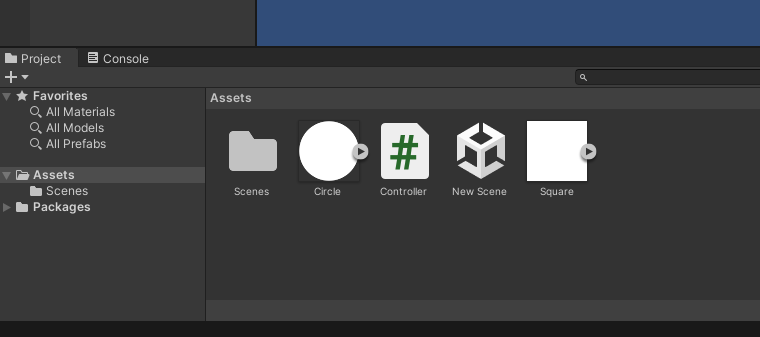 Project
Console
Favorites
All Materials
All Models
All Prefabs
Assets
Scenes
Packages
Assets
Scenes
Circle
#
Controller
New Scene
Square